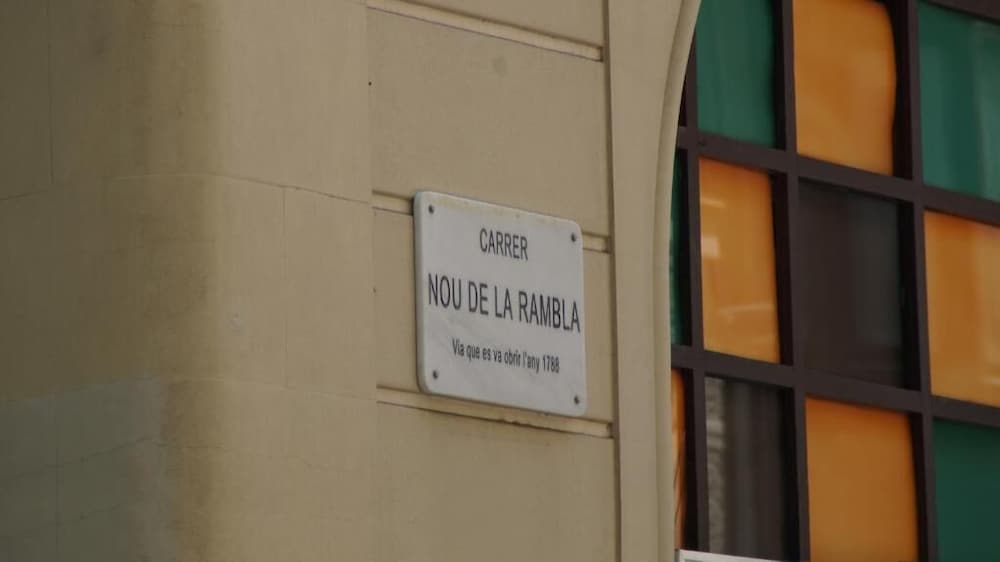 CARRER
NOU DE LA RAMBLA
Via que es va obrir l'any 1788